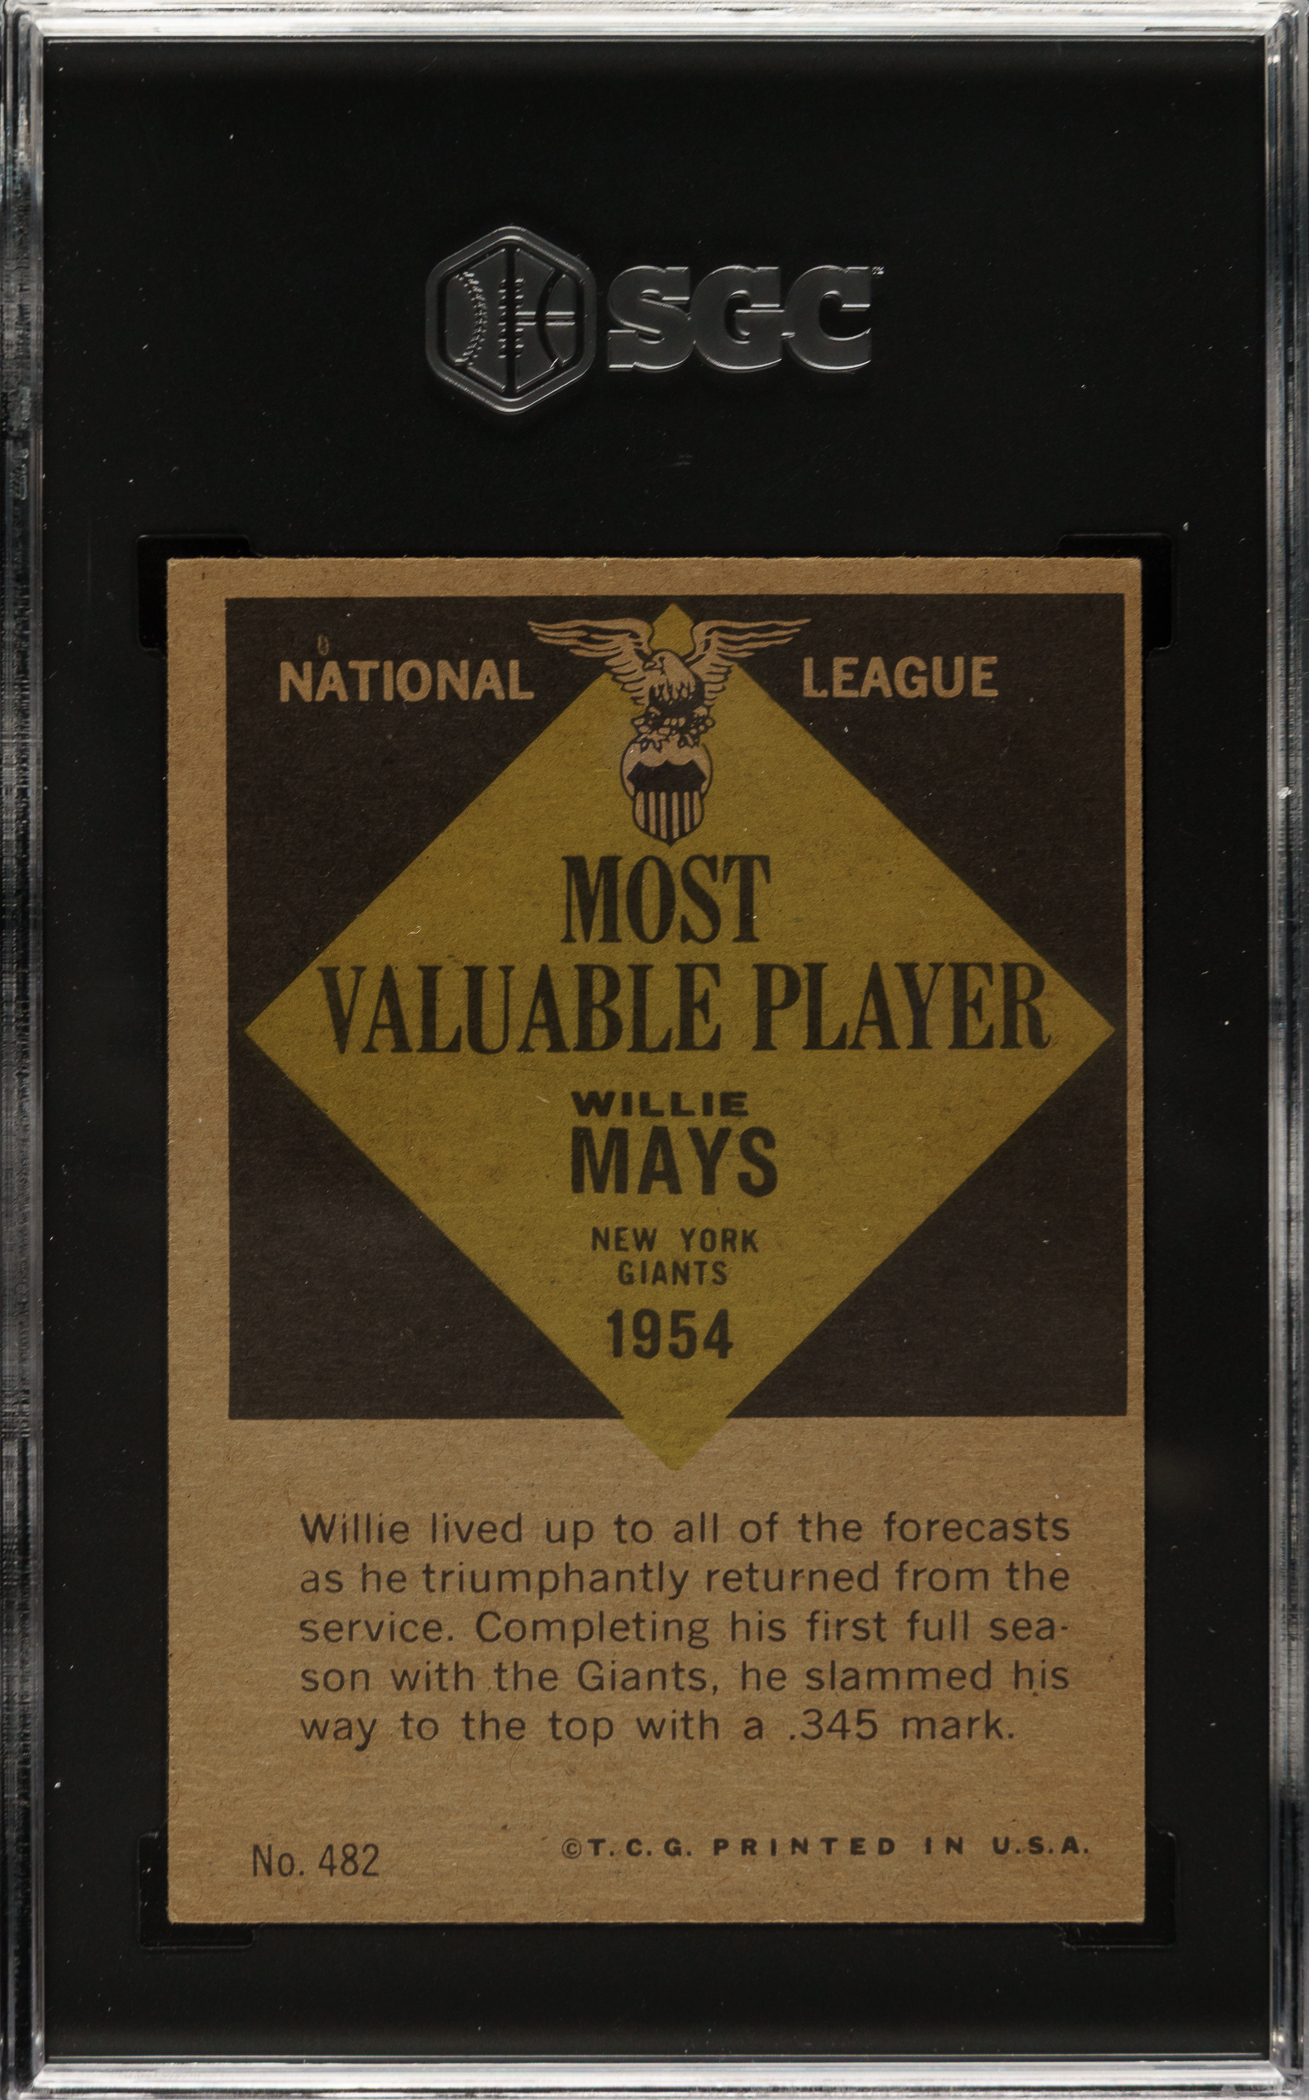 SGC™
NATIONAL LEAGUE
MOST
VALUABLE PLAYER
WILLIE
MAYS
NEW YORK
GIANTS
1954
Willie lived up to all of the forecasts
as he triumphantly returned from the
service. Completing his first full sea-
son with the Giants, he slammed his
way to the top with a .345 mark.
No. 482
©T.C.G. PRINTED IN U.S.A.